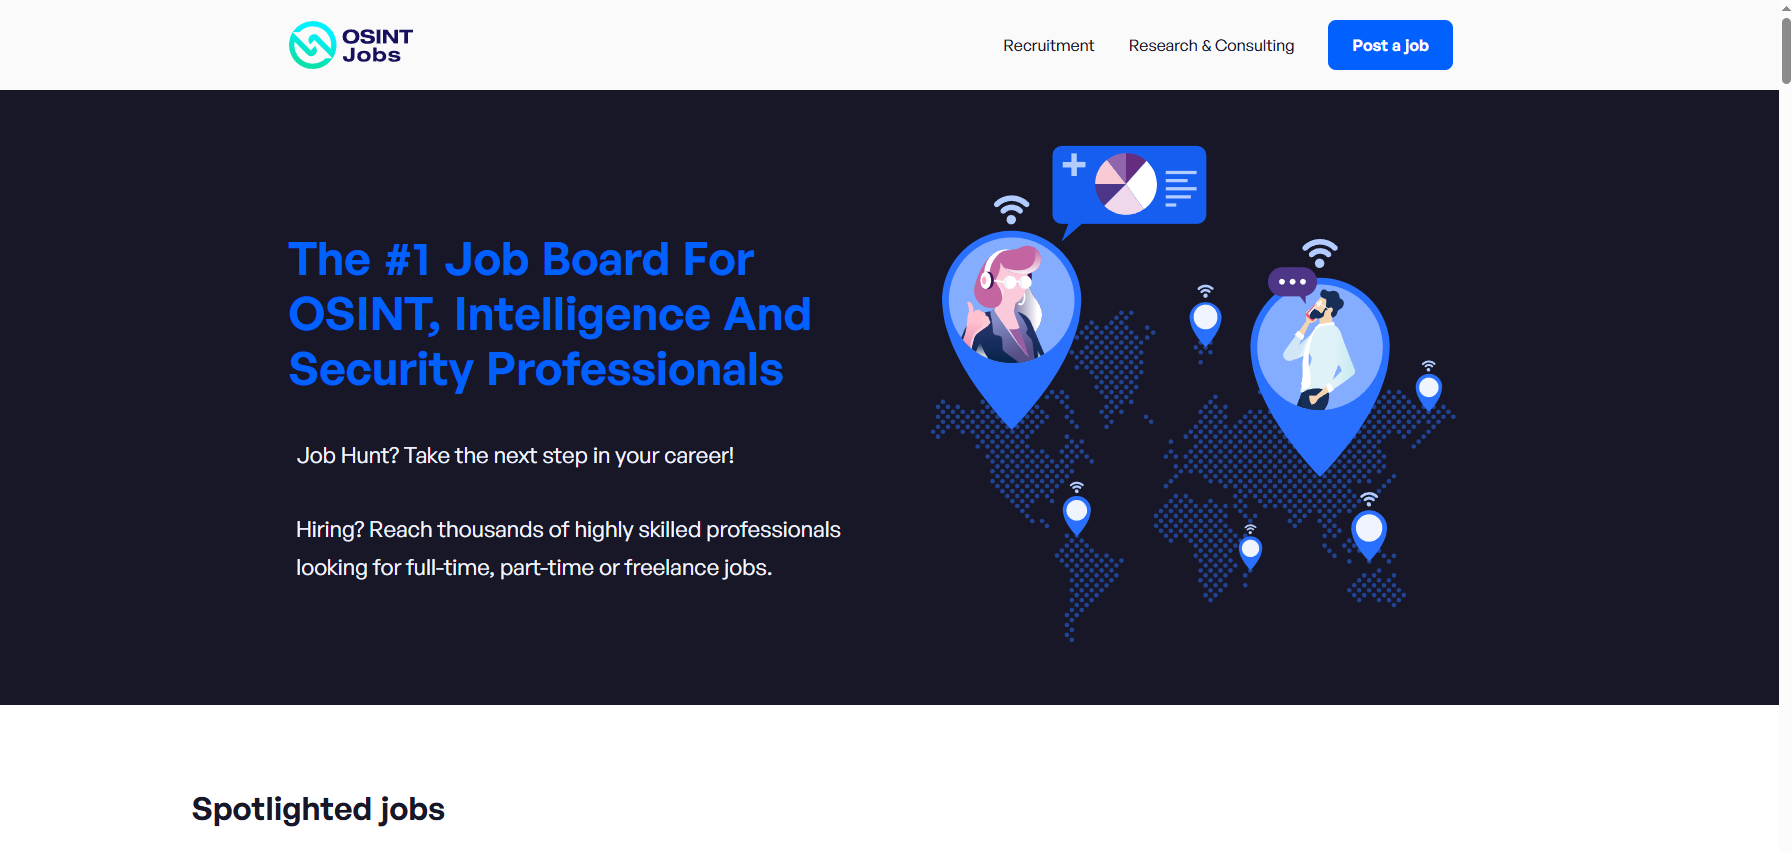 OSINT
Jobs
Recruitment
Research & Consulting
Post a job
The #1 Job Board For
OSINT, Intelligence And
Security Professionals
Job Hunt? Take the next step in your career!
Hiring? Reach thousands of highly skilled professionals
looking for full-time, part-time or freelance jobs.
Spotlighted jobs